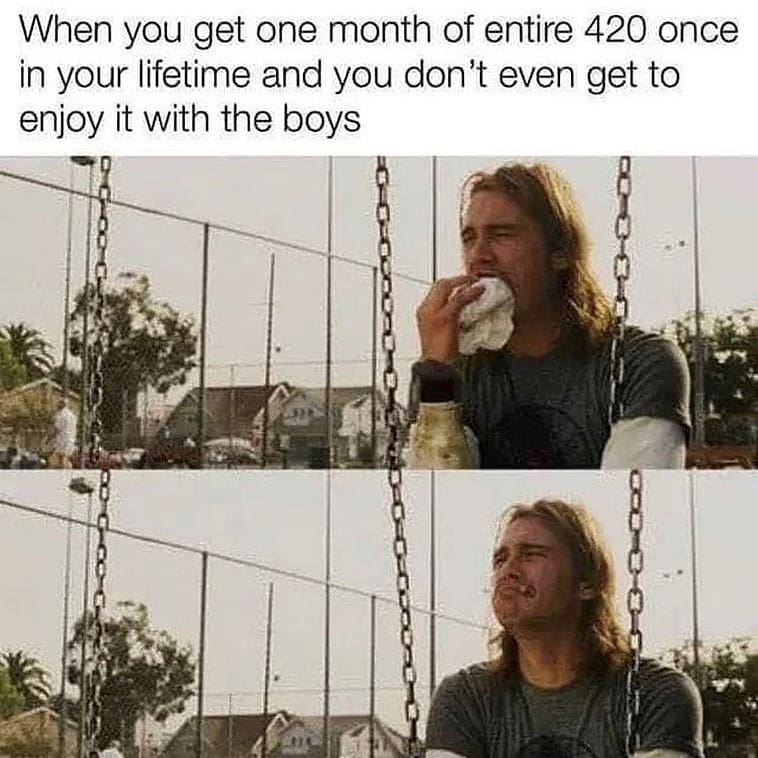 When you get one month of entire 420 once
in your lifetime and you don't even get to
enjoy it with the boys